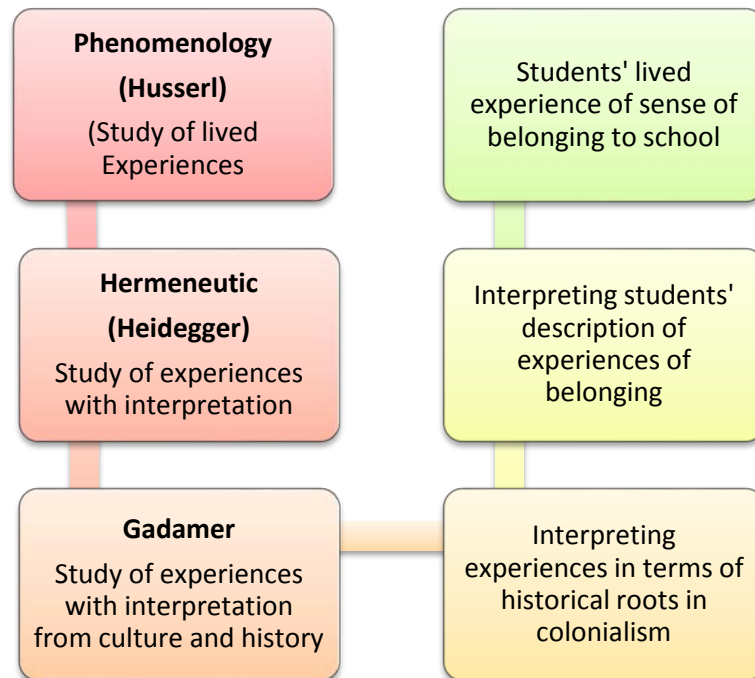 Phenomenology
(Husserl)
(Study of lived
Experiences
Hermeneutic
(Heidegger)
Study of experiences
with interpretation
Gadamer
Study of experiences
with interpretation
from culture and history
Interpreting
experiences in terms of
historical roots in
colonialism
Interpreting students'
description of
experiences of
belonging
Students' lived
experience of sense of
belonging to school